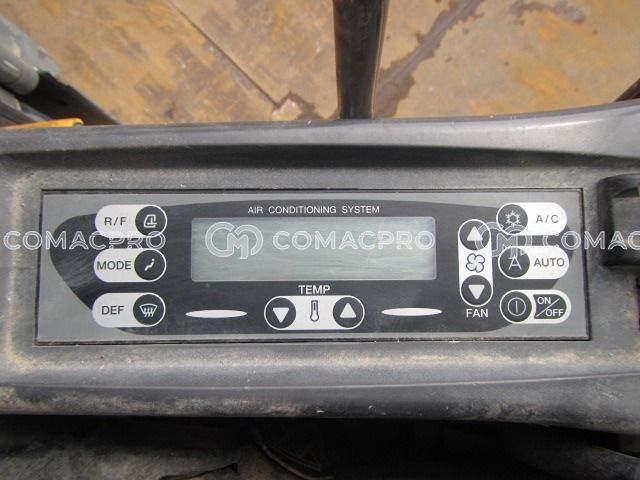 AIR CONDITIONING SYSTEM
R/F
A/C
COMACPRO
COMACPRO
COMACPRO
MODE
AUTO
TEMP
DEF
FAN
ON/OFF